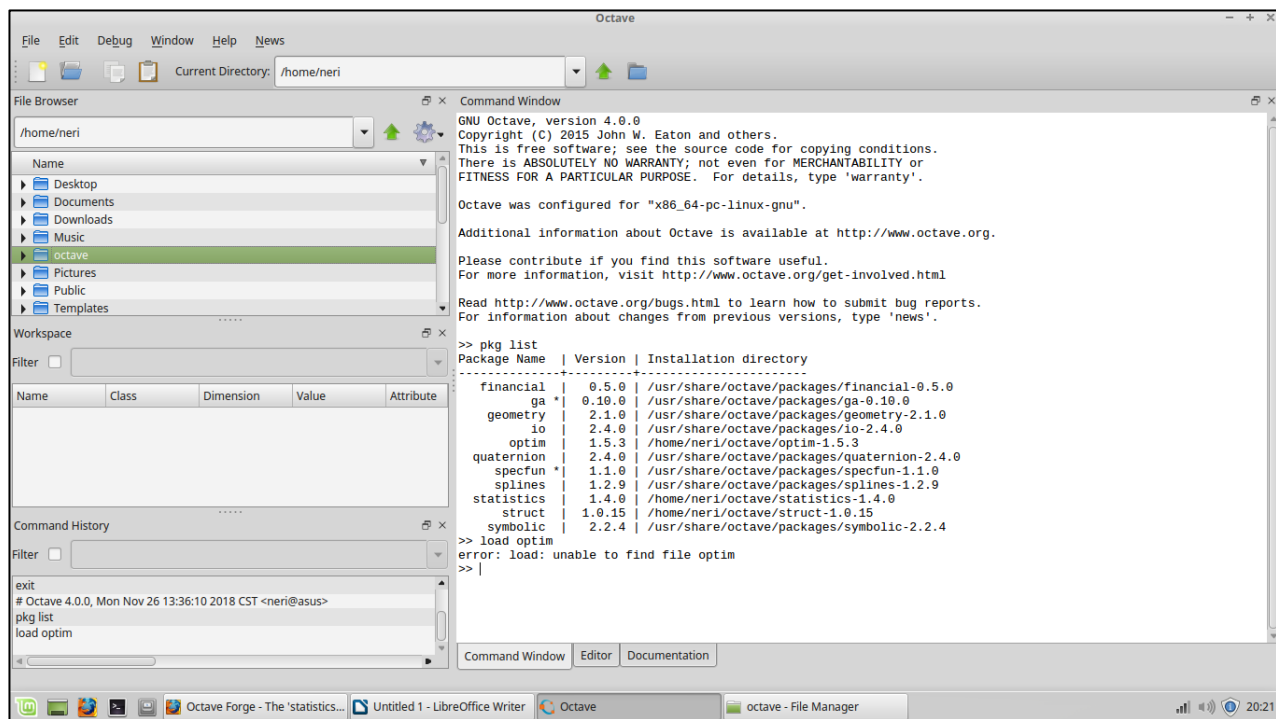 Octave
File Edit Debug Window Help News
Current Directory: /home/neri
File Browser
/home/neri
Name
Desktop
Documents
Downloads
Music
octave
Pictures
Public
Templates
Workspace
Filter
Name Class Dimension Value Attribute
Command History
Filter
exit
# Octave 4.0.0, Mon Nov 26 13:36:10 2018 CST <neri@asus>
pkg list
load optim
Command Window
GNU Octave, version 4.0.0
Copyright (C) 2015 John W. Eaton and others.
This is free software; see the source code for copying conditions.
There is ABSOLUTELY NO WARRANTY; not even for MERCHANTABILITY or
FITNESS FOR A PARTICULAR PURPOSE.  For details, type 'warranty'.
Octave was configured for "x86_64-pc-linux-gnu".
Additional information about Octave is available at http://www.octave.org.
Please contribute if you find this software useful.
For more information, visit http://www.octave.org/get-involved.html
Read http://www.octave.org/bugs.html to learn how to submit bug reports.
For information about changes from previous versions, type 'news'.
>> pkg list
Package Name  | Version | Installation directory
--------------+---------+-----------------------
financial  |   0.5.0 | /usr/share/octave/packages/financial-0.5.0
ga *|  0.10.0 | /usr/share/octave/packages/ga-0.10.0
geometry  |   2.1.0 | /usr/share/octave/packages/geometry-2.1.0
io  |   2.4.0 | /usr/share/octave/packages/io-2.4.0
optim  |   1.5.3 | /home/neri/octave/optim-1.5.3
quaternion  |   2.4.0 | /usr/share/octave/packages/quaternion-2.4.0
specfun *|   1.1.0 | /usr/share/octave/packages/specfun-1.1.0
splines  |   1.2.9 | /usr/share/octave/packages/splines-1.2.9
statistics  |   1.4.0 | /home/neri/octave/statistics-1.4.0
struct  |  1.0.15 | /home/neri/octave/struct-1.0.15
symbolic  |   2.2.4 | /usr/share/octave/packages/symbolic-2.2.4
>> load optim
error: load: unable to find file optim
>>
Command Window Editor Documentation
Octave Forge - The 'statistics... Untitled 1 - LibreOffice Writer Octave octave - File Manager 20:21